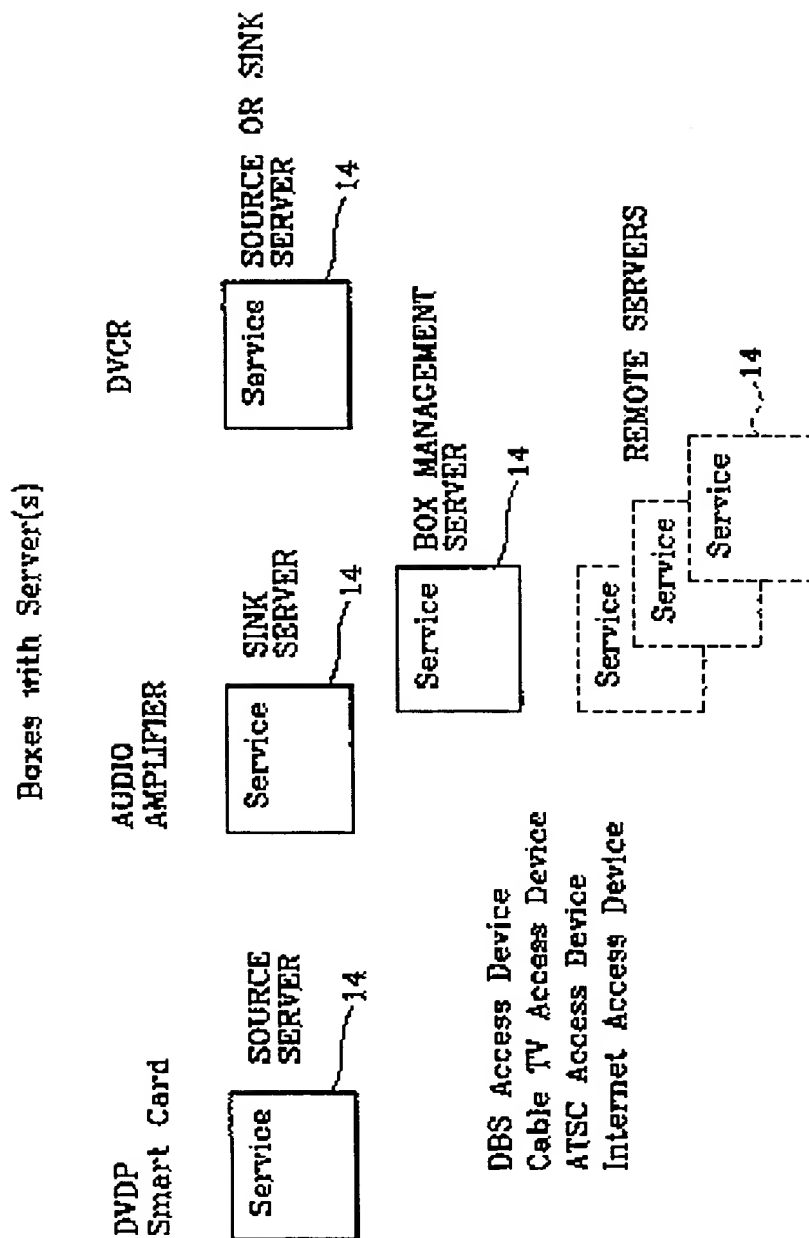 Boxes with Server(s)
DVDP
Smart Card
Service
SOURCE
SERVER
14
AUDIO
AMPLIFIER
Service
SINK
SERVER
14
DVCR
Service
SOURCE OR SINK
SERVER
14
Service
BOX MANAGEMENT
SERVER
14
DBS Access Device
Cable TV Access Device
ATSC Access Device
Internet Access Device
Service
Service
Service
REMOTE SERVERS
14